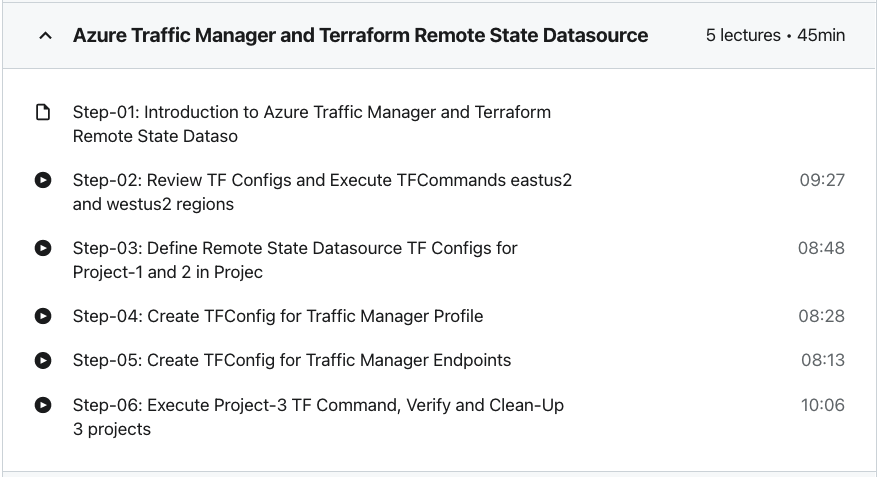 Azure Traffic Manager and Terraform Remote State Datasource 5 lectures • 45min
Step-01: Introduction to Azure Traffic Manager and Terraform
Remote State Dataso
Step-02: Review TF Configs and Execute TFCommands eastus2 09:27
and westus2 regions
Step-03: Define Remote State Datasource TF Configs for 08:48
Project-1 and 2 in Projec
Step-04: Create TFConfig for Traffic Manager Profile 08:28
Step-05: Create TFConfig for Traffic Manager Endpoints 08:13
Step-06: Execute Project-3 TF Command, Verify and Clean-Up 10:06
3 projects